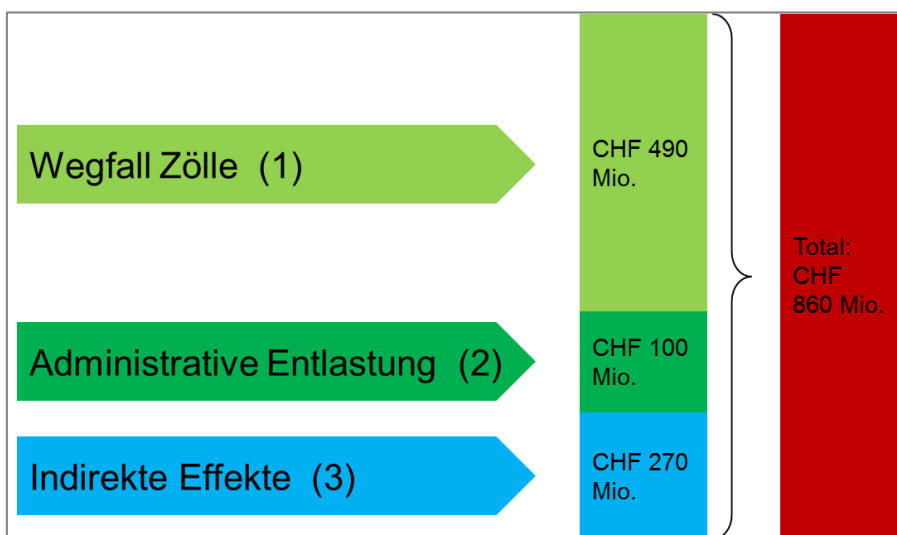 Wegfall Zölle (1)
CHF 490
Mio.
Total:
CHF
860 Mio.
Administrative Entlastung (2)
CHF 100
Mio.
Indirekte Effekte (3)
CHF 270
Mio.